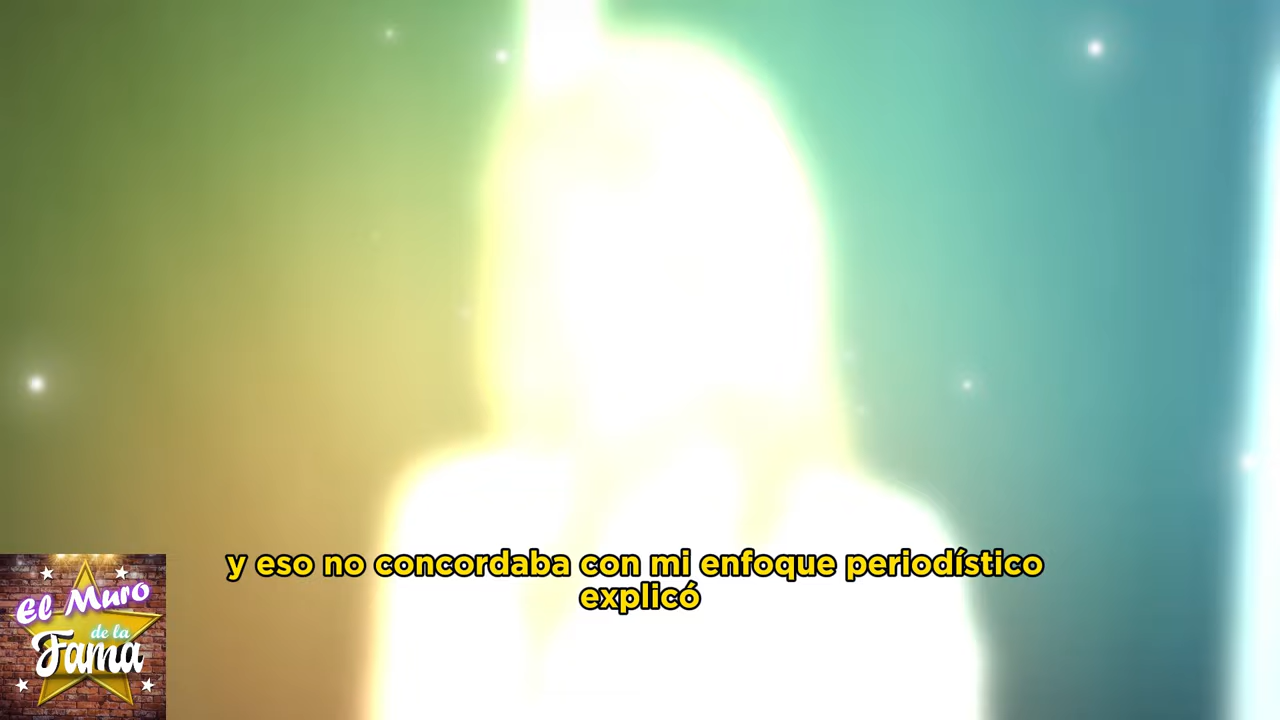 y eso no concordaba con mi enfoque periodístico
explicó
El Muro
de la
Fama